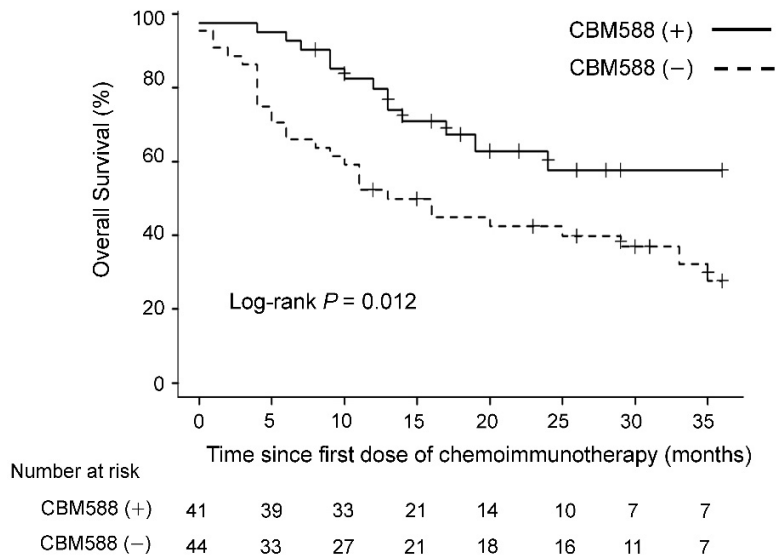 100
80
60
40
20
0
Overall Survival (%)
CBM588 (+)
CBM588 (−)
Log-rank P = 0.012
0 5 10 15 20 25 30 35
Time since first dose of chemoimmunotherapy (months)
Number at risk
CBM588 (+) 41 39 33 21 14 10 7 7
CBM588 (−) 44 33 27 21 18 16 11 7